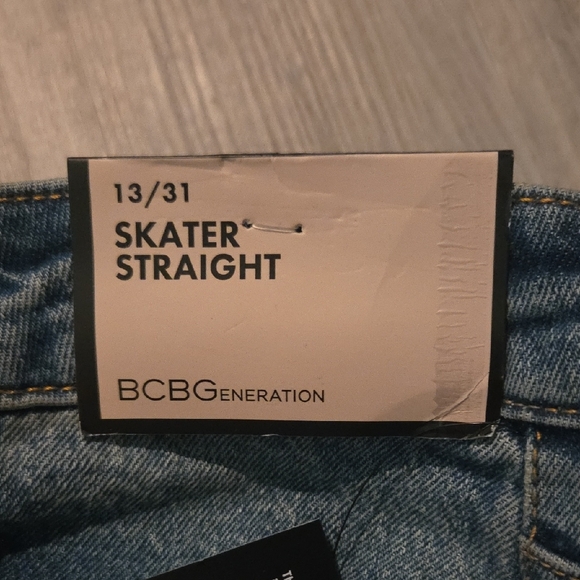 13/31
SKATER
STRAIGHT
BCBGENERATION